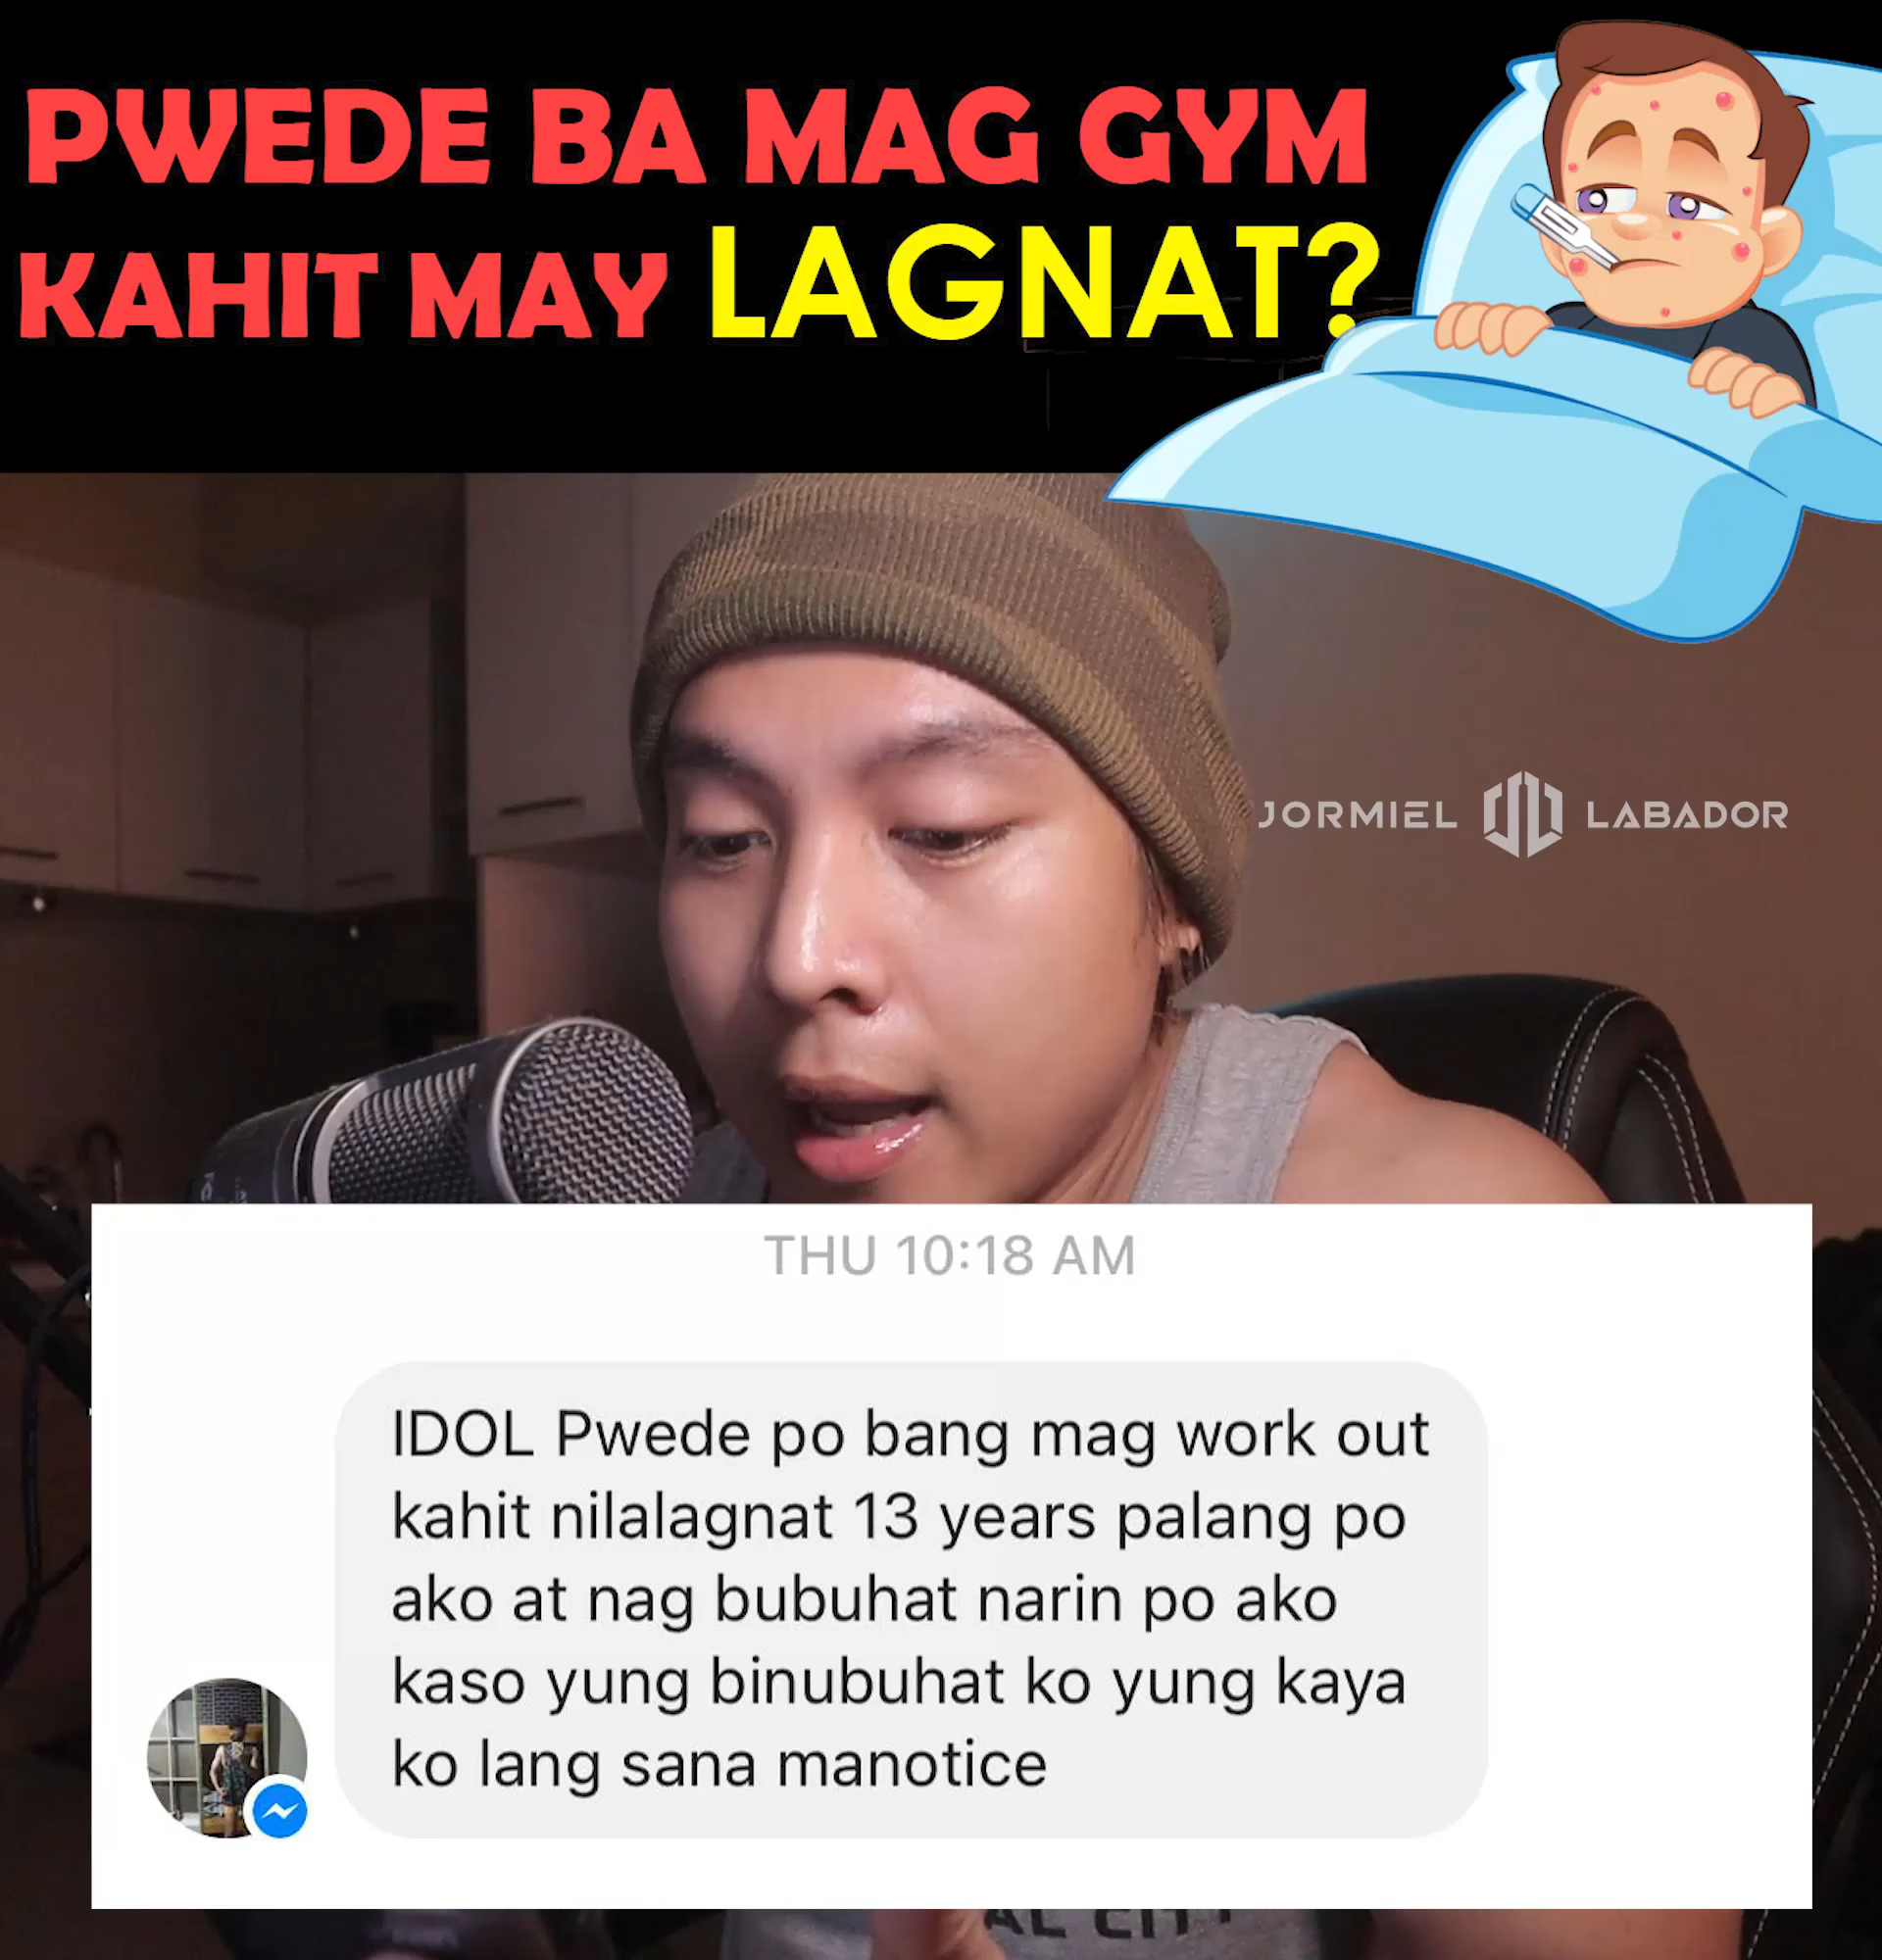 PWEDE BA MAG GYM
KAHIT MAY LAGNAT?
JORMIEL LABADOR
THU 10:18 AM
IDOL Pwede po bang mag work out
kahit nilalagnat 13 years palang po
ako at nag bubuhat narin po ako
kaso yung binubuhat ko yung kaya
ko lang sana manotice
AL CITY